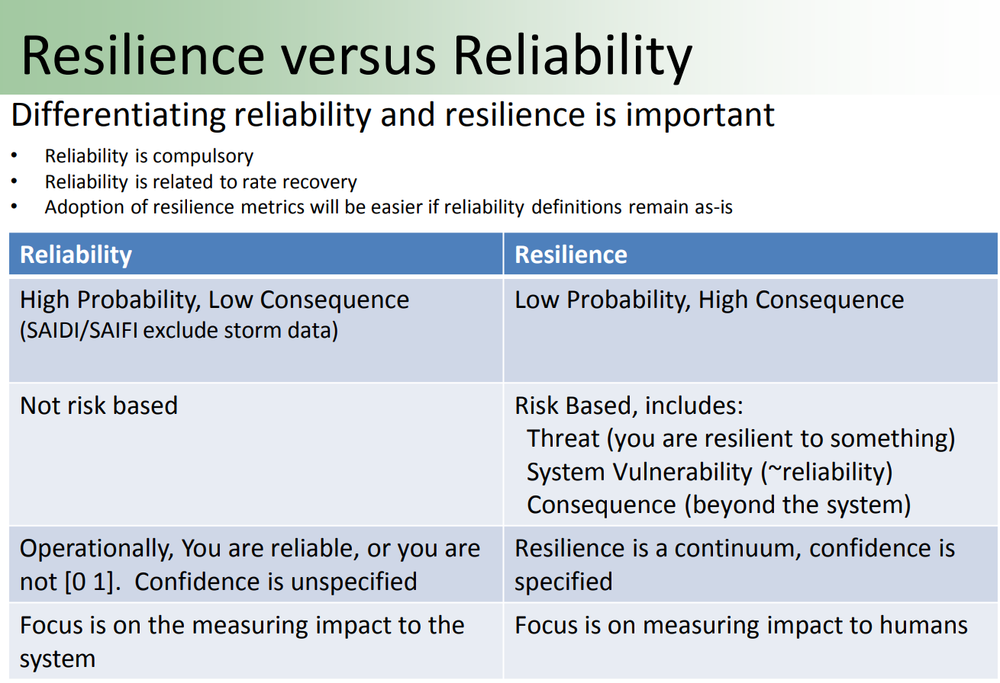 Resilience versus Reliability
Differentiating reliability and resilience is important
• Reliability is compulsory
• Reliability is related to rate recovery
• Adoption of resilience metrics will be easier if reliability definitions remain as-is
Reliability
Resilience
High Probability, Low Consequence
(SAIDI/SAIFI exclude storm data)
Low Probability, High Consequence
Not risk based
Risk Based, includes:
Threat (you are resilient to something)
System Vulnerability (~reliability)
Consequence (beyond the system)
Operationally, You are reliable, or you are
not [0 1].  Confidence is unspecified
Resilience is a continuum, confidence is
specified
Focus is on the measuring impact to the
system
Focus is on measuring impact to humans